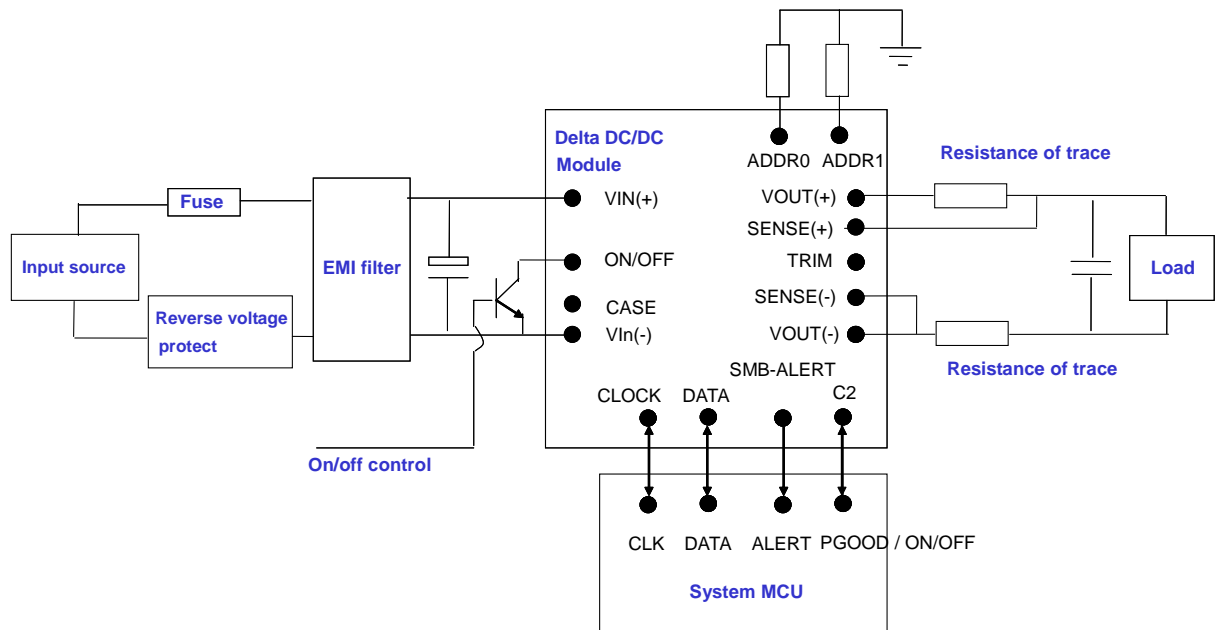 Delta DC/DC
Module
ADDR0 ADDR1
Resistance of trace
Fuse
VIN(+)
VOUT(+)
SENSE(+)
Input source
EMI filter
ON/OFF
TRIM
Load
CASE
SENSE(-)
Reverse voltage
protect
VIn(-)
VOUT(-)
SMB-ALERT
Resistance of trace
CLOCK DATA
C2
On/off control
CLK DATA ALERT PGOOD / ON/OFF
System MCU